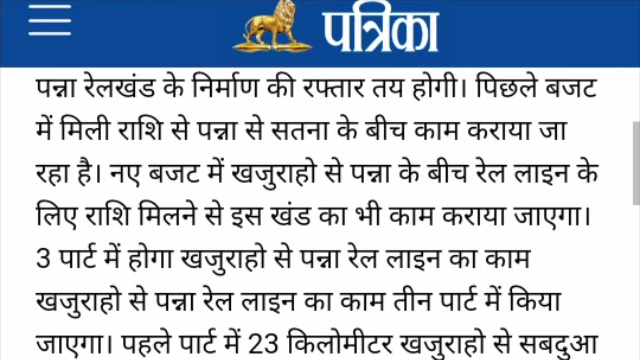 पत्रिका
पन्ना रेलखंड के निर्माण की रफ्तार तय होगी। पिछले बजट
में मिली राशि से पन्ना से सतना के बीच काम कराया जा
रहा है। नए बजट में खजुराहो से पन्ना के बीच रेल लाइन के
लिए राशि मिलने से इस खंड का भी काम कराया जाएगा।
3 पार्ट में होगा खजुराहो से पन्ना रेल लाइन का काम
खजुराहो से पन्ना रेल लाइन का काम तीन पार्ट में किया
जाएगा। पहले पार्ट में 23 किलोमीटर खजुराहो से सबदुआ